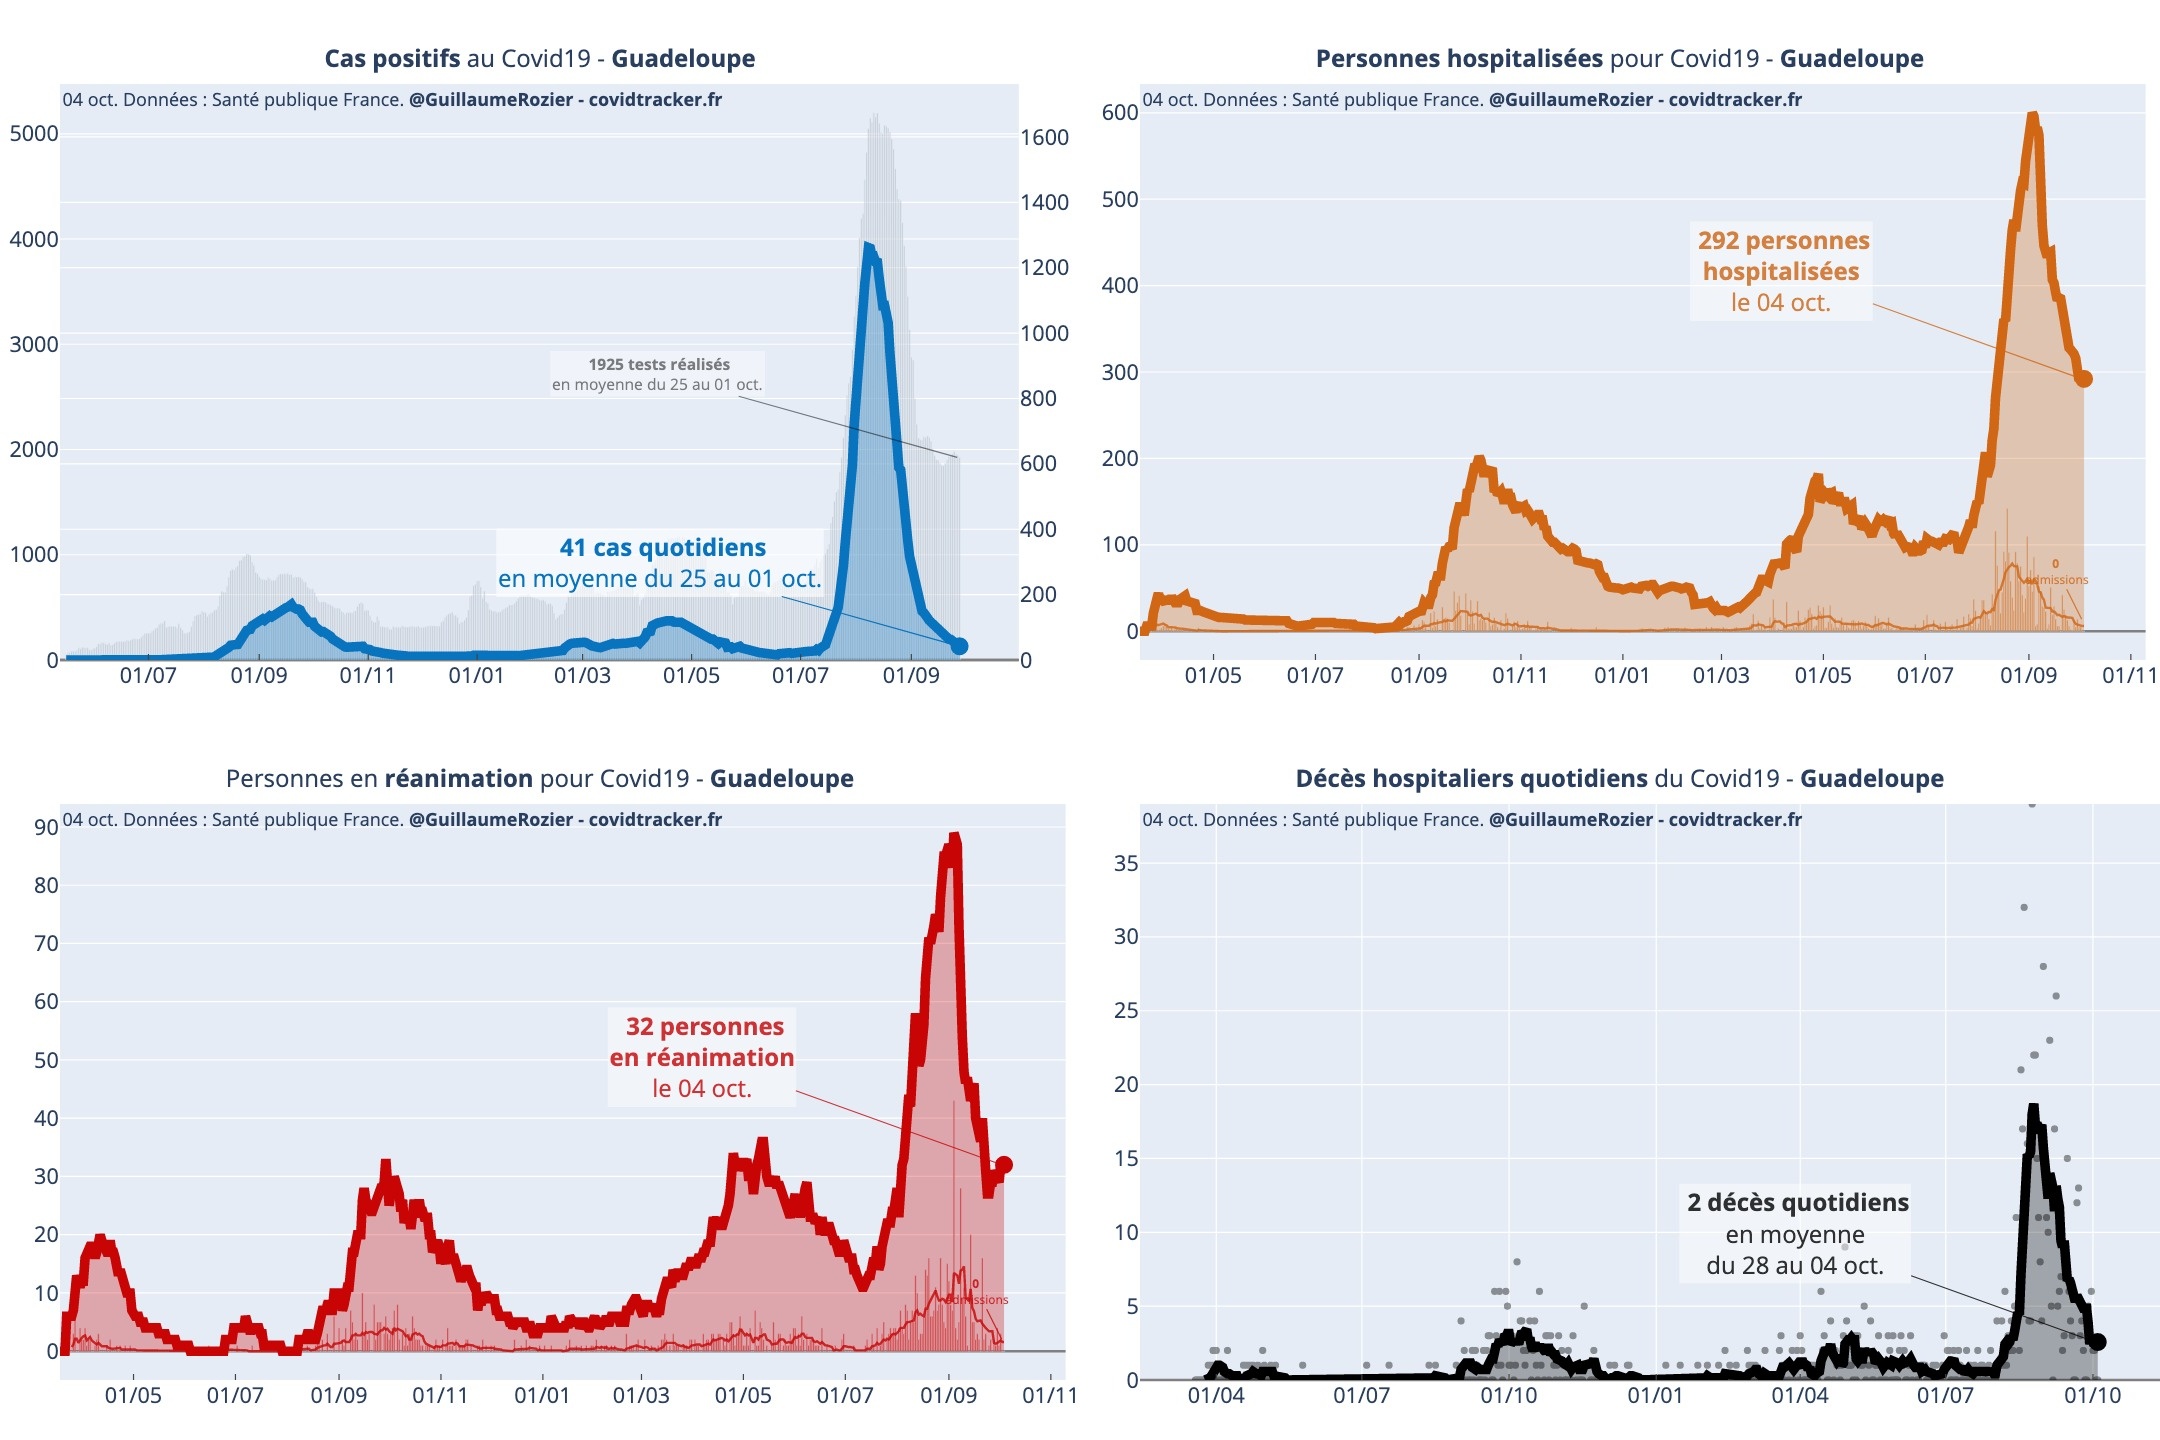 Cas positifs au Covid19 - Guadeloupe
04 oct. Données : Santé publique France. @GuillaumeRozier - covidtracker.fr
5000
4000
3000
2000
1000
0
1600
1400
1200
1000
800
600
400
200
0
1925 tests réalisés
en moyenne du 25 au 01 oct.
41 cas quotidiens
en moyenne du 25 au 01 oct.
01/07 01/09 01/11 01/01 01/03 01/05 01/07 01/09
Personnes hospitalisées pour Covid19 - Guadeloupe
04 oct. Données : Santé publique France. @GuillaumeRozier - covidtracker.fr
600
500
400
300
200
100
0
292 personnes
hospitalisées
le 04 oct.
0
admissions
01/05 01/07 01/09 01/11 01/01 01/03 01/05 01/07 01/09 01/11
Personnes en réanimation pour Covid19 - Guadeloupe
04 oct. Données : Santé publique France. @GuillaumeRozier - covidtracker.fr
90
80
70
60
50
40
30
20
10
0
32 personnes
en réanimation
le 04 oct.
0
admissions
01/05 01/07 01/09 01/11 01/01 01/03 01/05 01/07 01/09 01/11
Décès hospitaliers quotidiens du Covid19 - Guadeloupe
04 oct. Données : Santé publique France. @GuillaumeRozier - covidtracker.fr
35
30
25
20
15
10
5
0
2 décès quotidiens
en moyenne
du 28 au 04 oct.
01/04 01/07 01/10 01/01 01/04 01/07 01/10